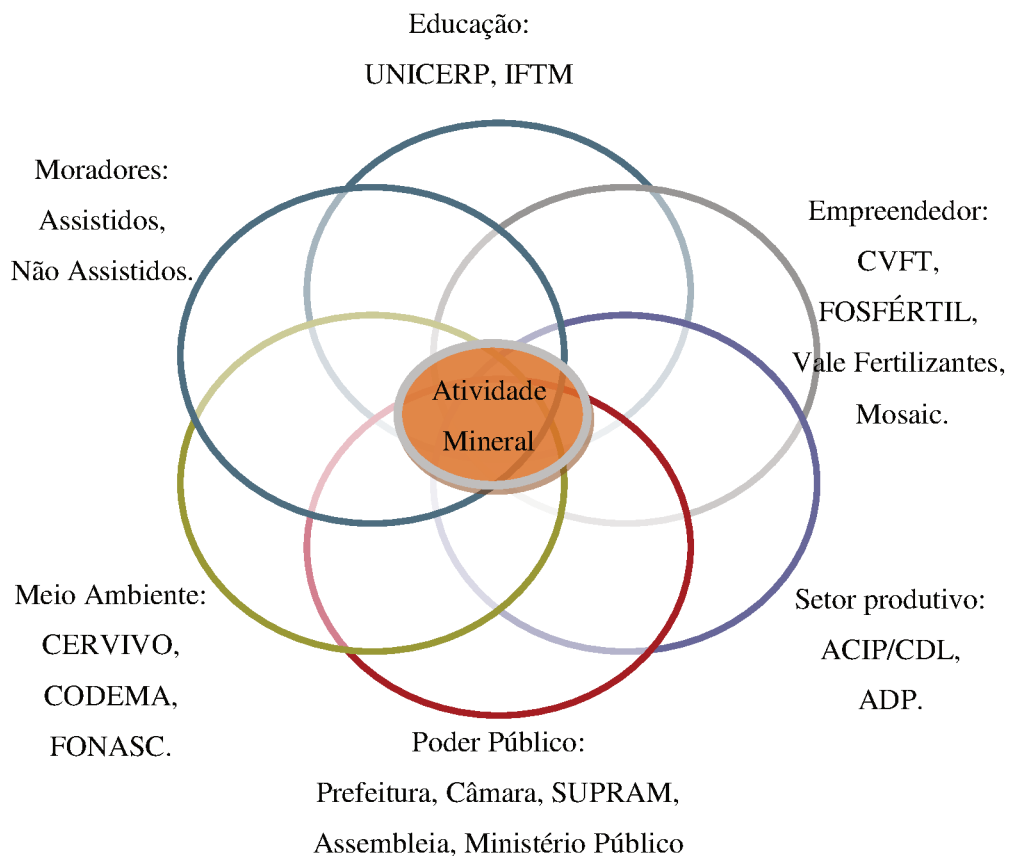 Educação:
UNICERP, IFTM
Moradores:
Assistidos,
Não Assistidos.
Empreendedor:
CVFT,
FOSFÉRTIL,
Vale Fertilizantes,
Mosaic.
Atividade
Mineral
Meio Ambiente:
CERVIVO,
CODEMA,
FONASC.
Setor produtivo:
ACIP/CDL,
ADP.
Poder Público:
Prefeitura, Câmara, SUPRAM,
Assembleia, Ministério Público